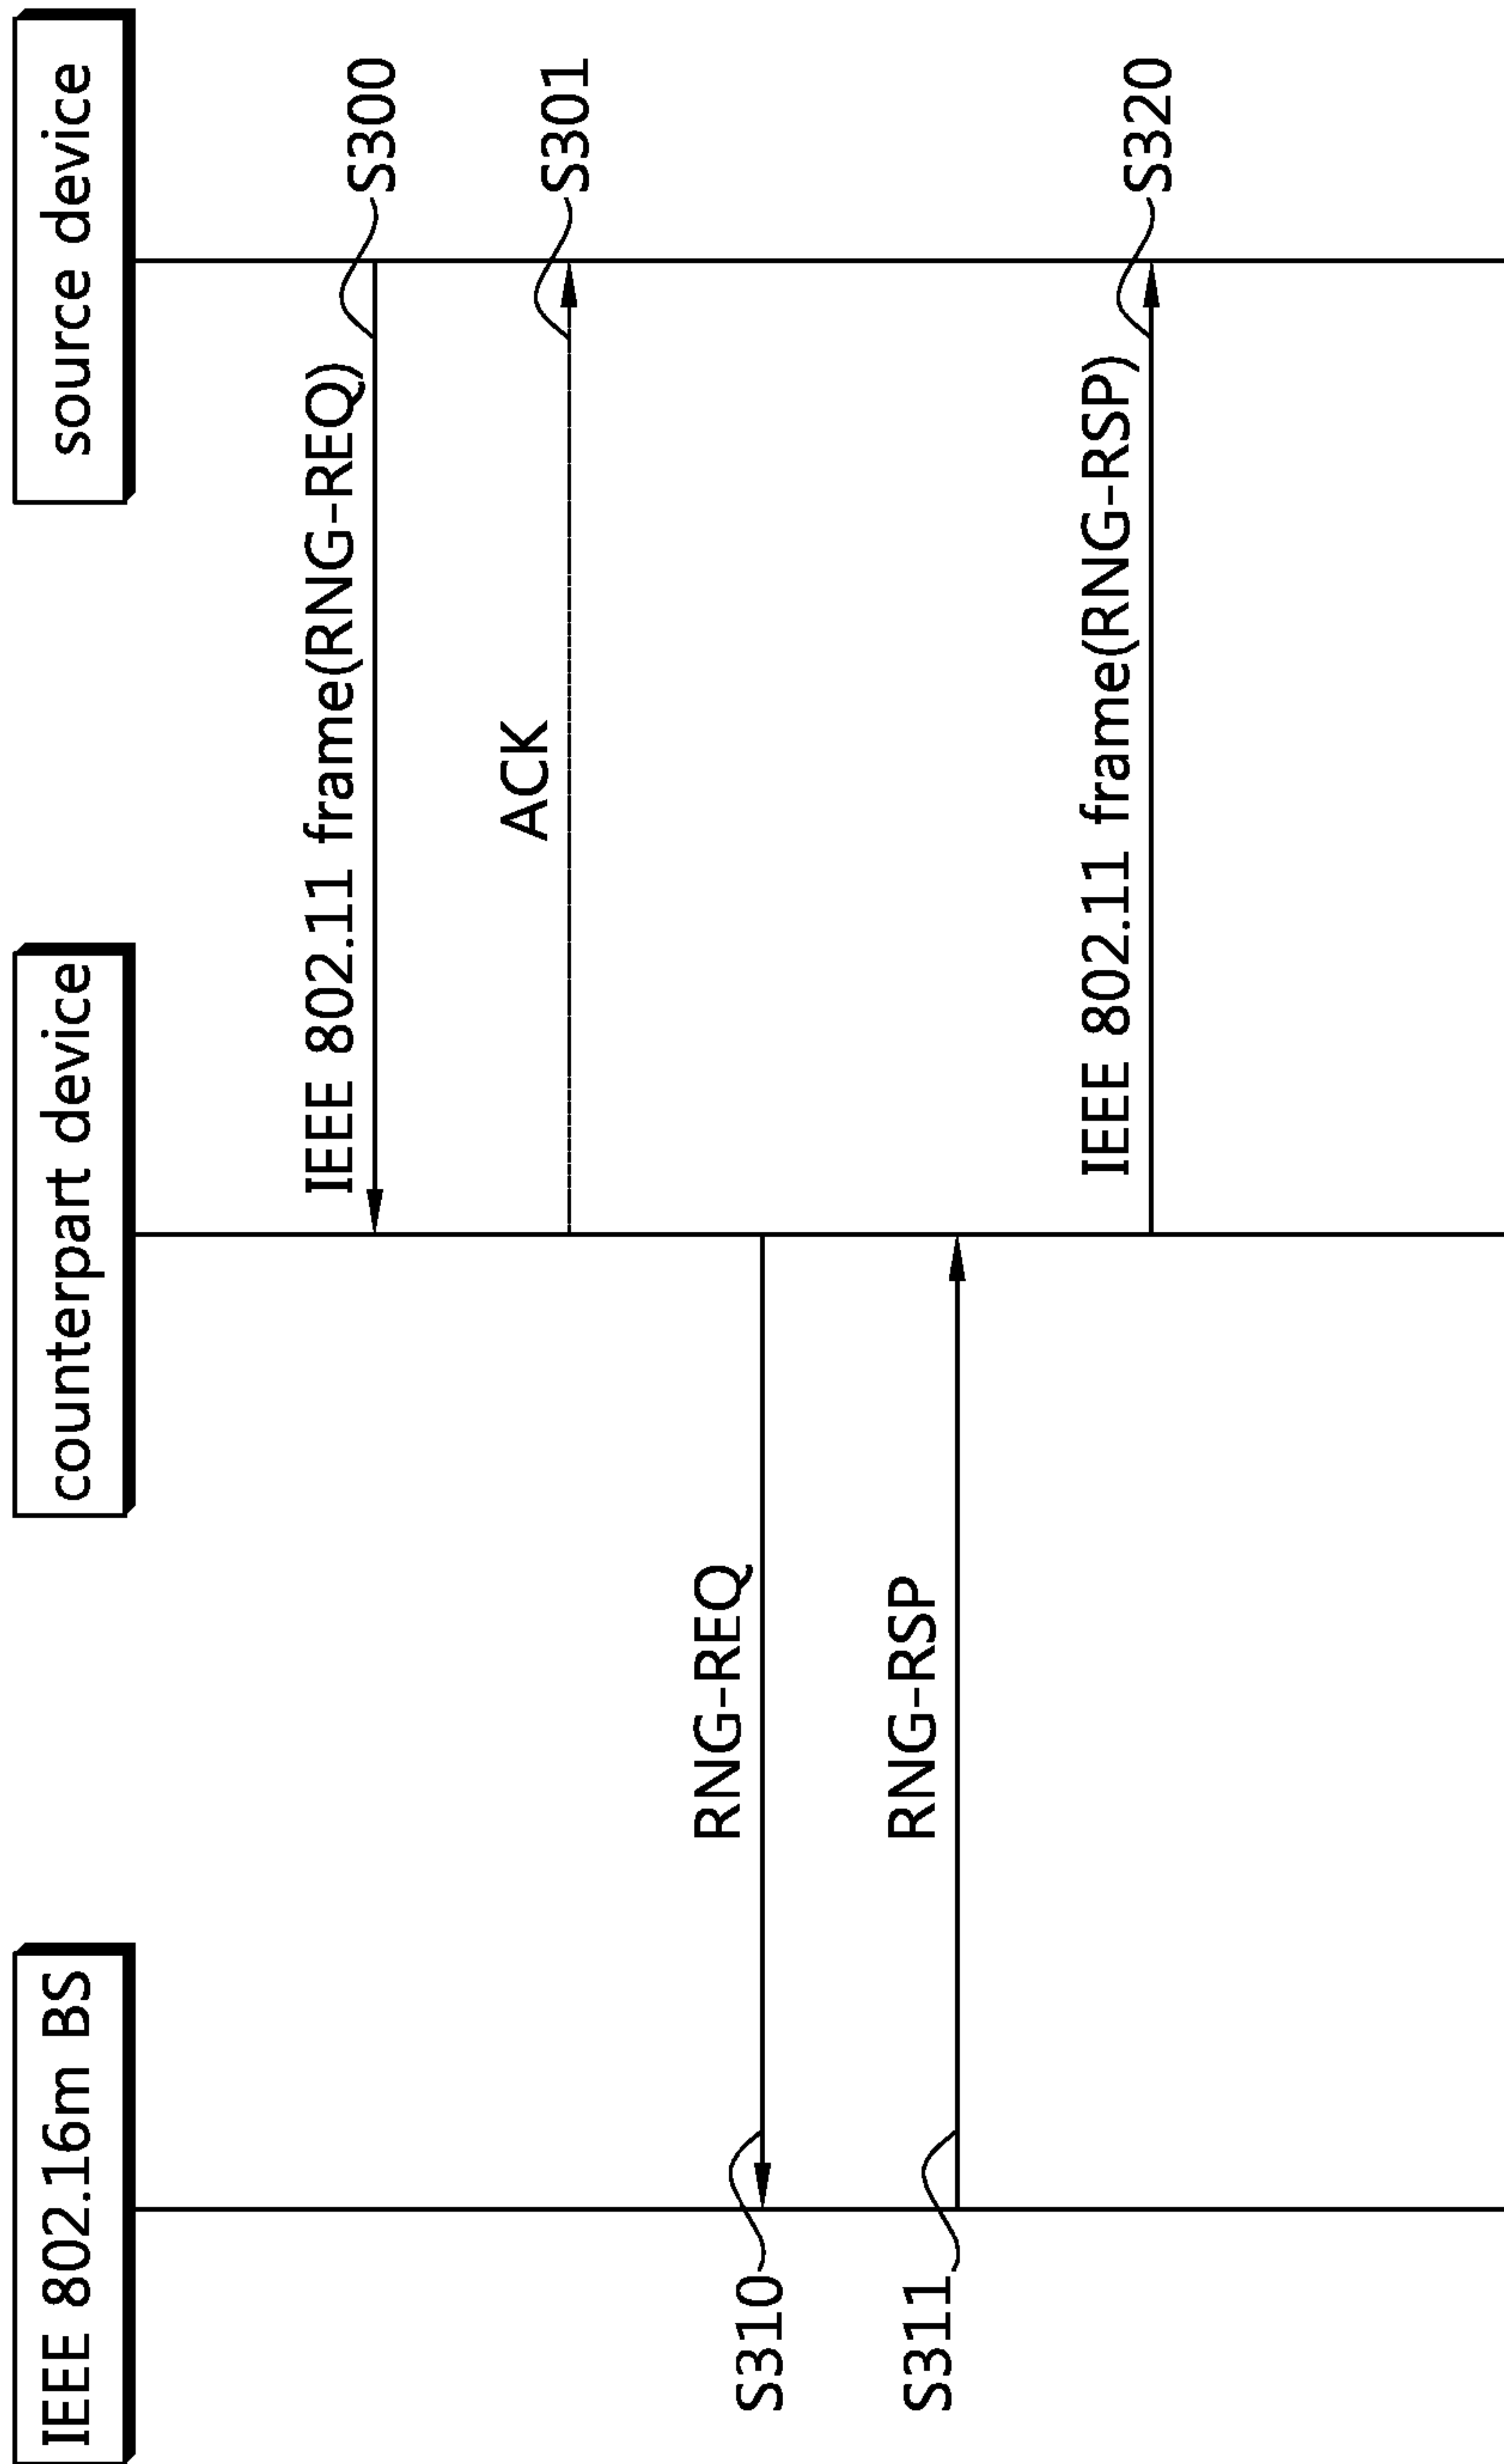 IEEE 802.16m BS
counterpart device
source device
IEEE 802.11 frame(RNG-REQ)
S300
ACK
S301
RNG-REQ
S310
RNG-RSP
S311
IEEE 802.11 frame(RNG-RSP)
S320